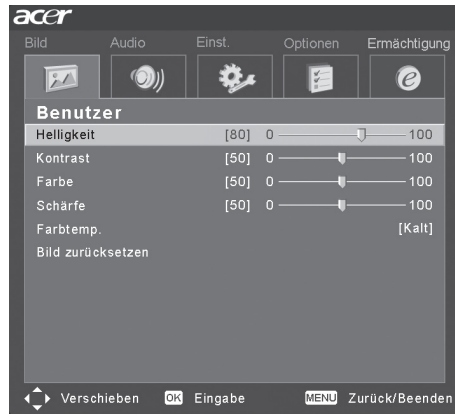 acer
Bild Audio Einst. Optionen Ermächtigung
e
Benutzer
Helligkeit [80] 0 100
Kontrast [50] 0 100
Farbe [50] 0 100
Schärfe [50] 0 100
Farbtemp. [Kalt]
Bild zurücksetzen
Verschieben OK Eingabe MENU Zurück/Beenden